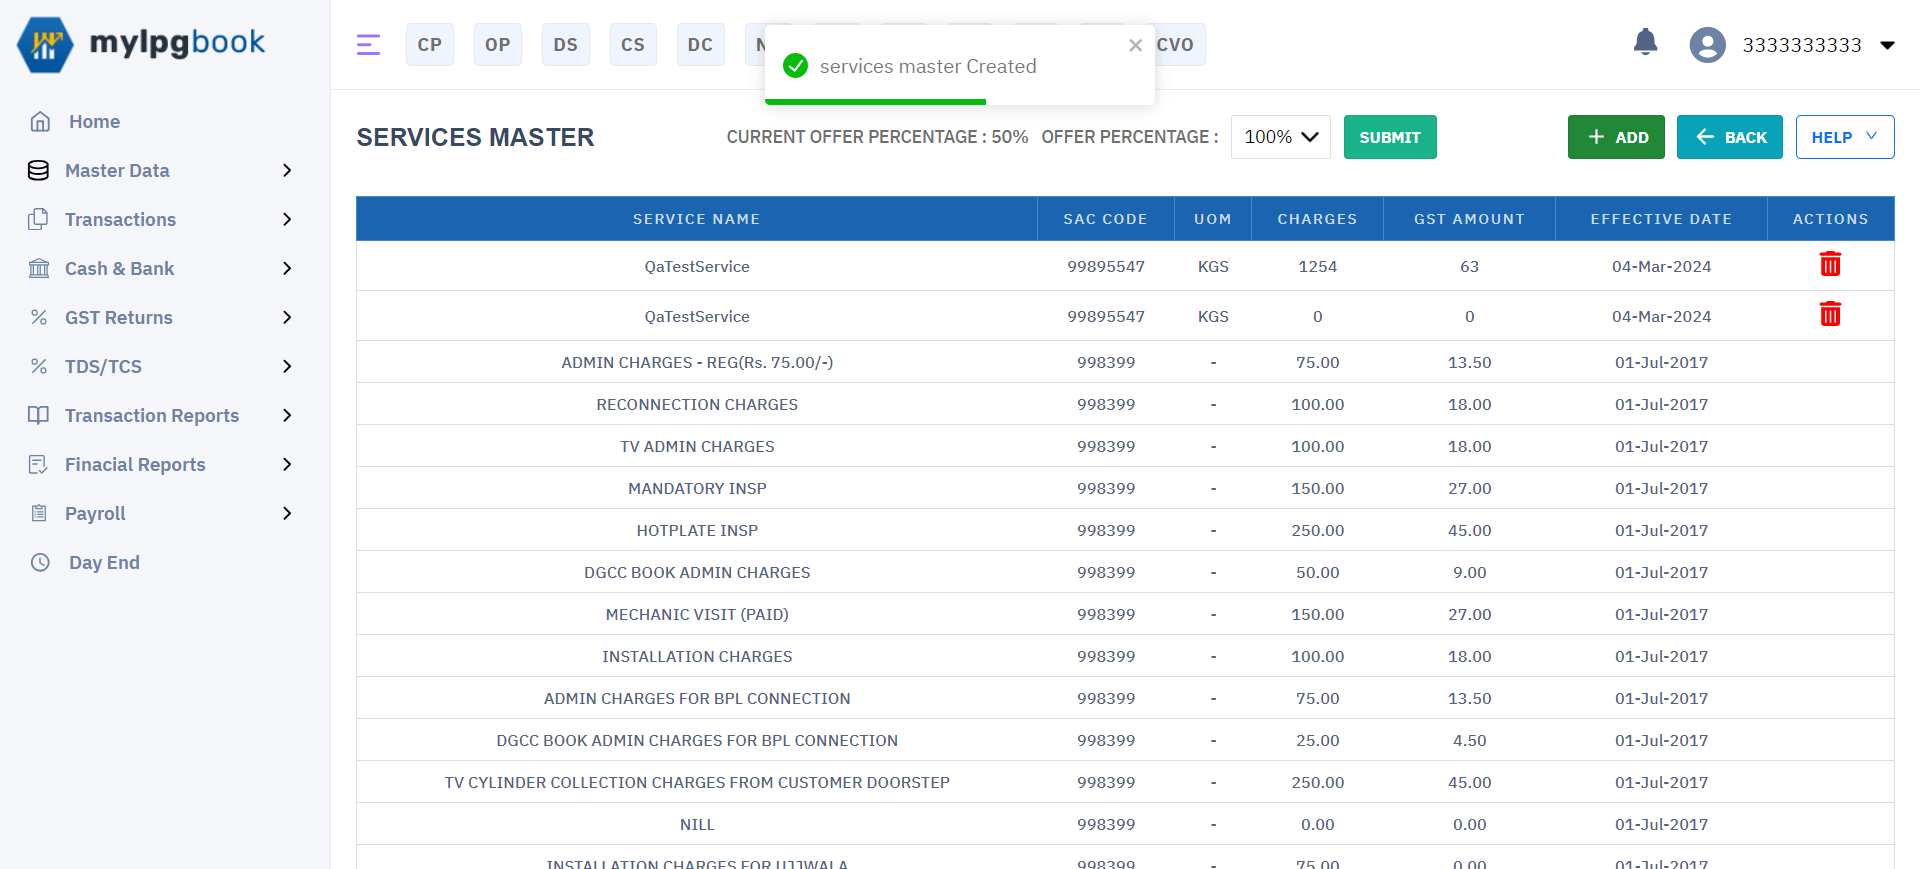 mylpgbook
CP OP DS CS DC CVO
3333333333
services master Created
Home
Master Data
Transactions
Cash & Bank
GST Returns
TDS/TCS
Transaction Reports
Finacial Reports
Payroll
Day End
SERVICES MASTER CURRENT OFFER PERCENTAGE : 50% OFFER PERCENTAGE : 100% SUBMIT ADD BACK HELP
SERVICE NAME SAC CODE UOM CHARGES GST AMOUNT EFFECTIVE DATE ACTIONS
QaTestService 99895547 KGS 1254 63 04-Mar-2024
QaTestService 99895547 KGS 0 0 04-Mar-2024
ADMIN CHARGES - REG(Rs. 75.00/-) 998399 - 75.00 13.50 01-Jul-2017
RECONNECTION CHARGES 998399 - 100.00 18.00 01-Jul-2017
TV ADMIN CHARGES 998399 - 100.00 18.00 01-Jul-2017
MANDATORY INSP 998399 - 150.00 27.00 01-Jul-2017
HOTPLATE INSP 998399 - 250.00 45.00 01-Jul-2017
DGCC BOOK ADMIN CHARGES 998399 - 50.00 9.00 01-Jul-2017
MECHANIC VISIT (PAID) 998399 - 150.00 27.00 01-Jul-2017
INSTALLATION CHARGES 998399 - 100.00 18.00 01-Jul-2017
ADMIN CHARGES FOR BPL CONNECTION 998399 - 75.00 13.50 01-Jul-2017
DGCC BOOK ADMIN CHARGES FOR BPL CONNECTION 998399 - 25.00 4.50 01-Jul-2017
TV CYLINDER COLLECTION CHARGES FROM CUSTOMER DOORSTEP 998399 - 250.00 45.00 01-Jul-2017
NILL 998399 - 0.00 0.00 01-Jul-2017
INSTALLATION CHARGES FOR UJJWALA 998399 - 75.00 0.00 01-Jul-2017